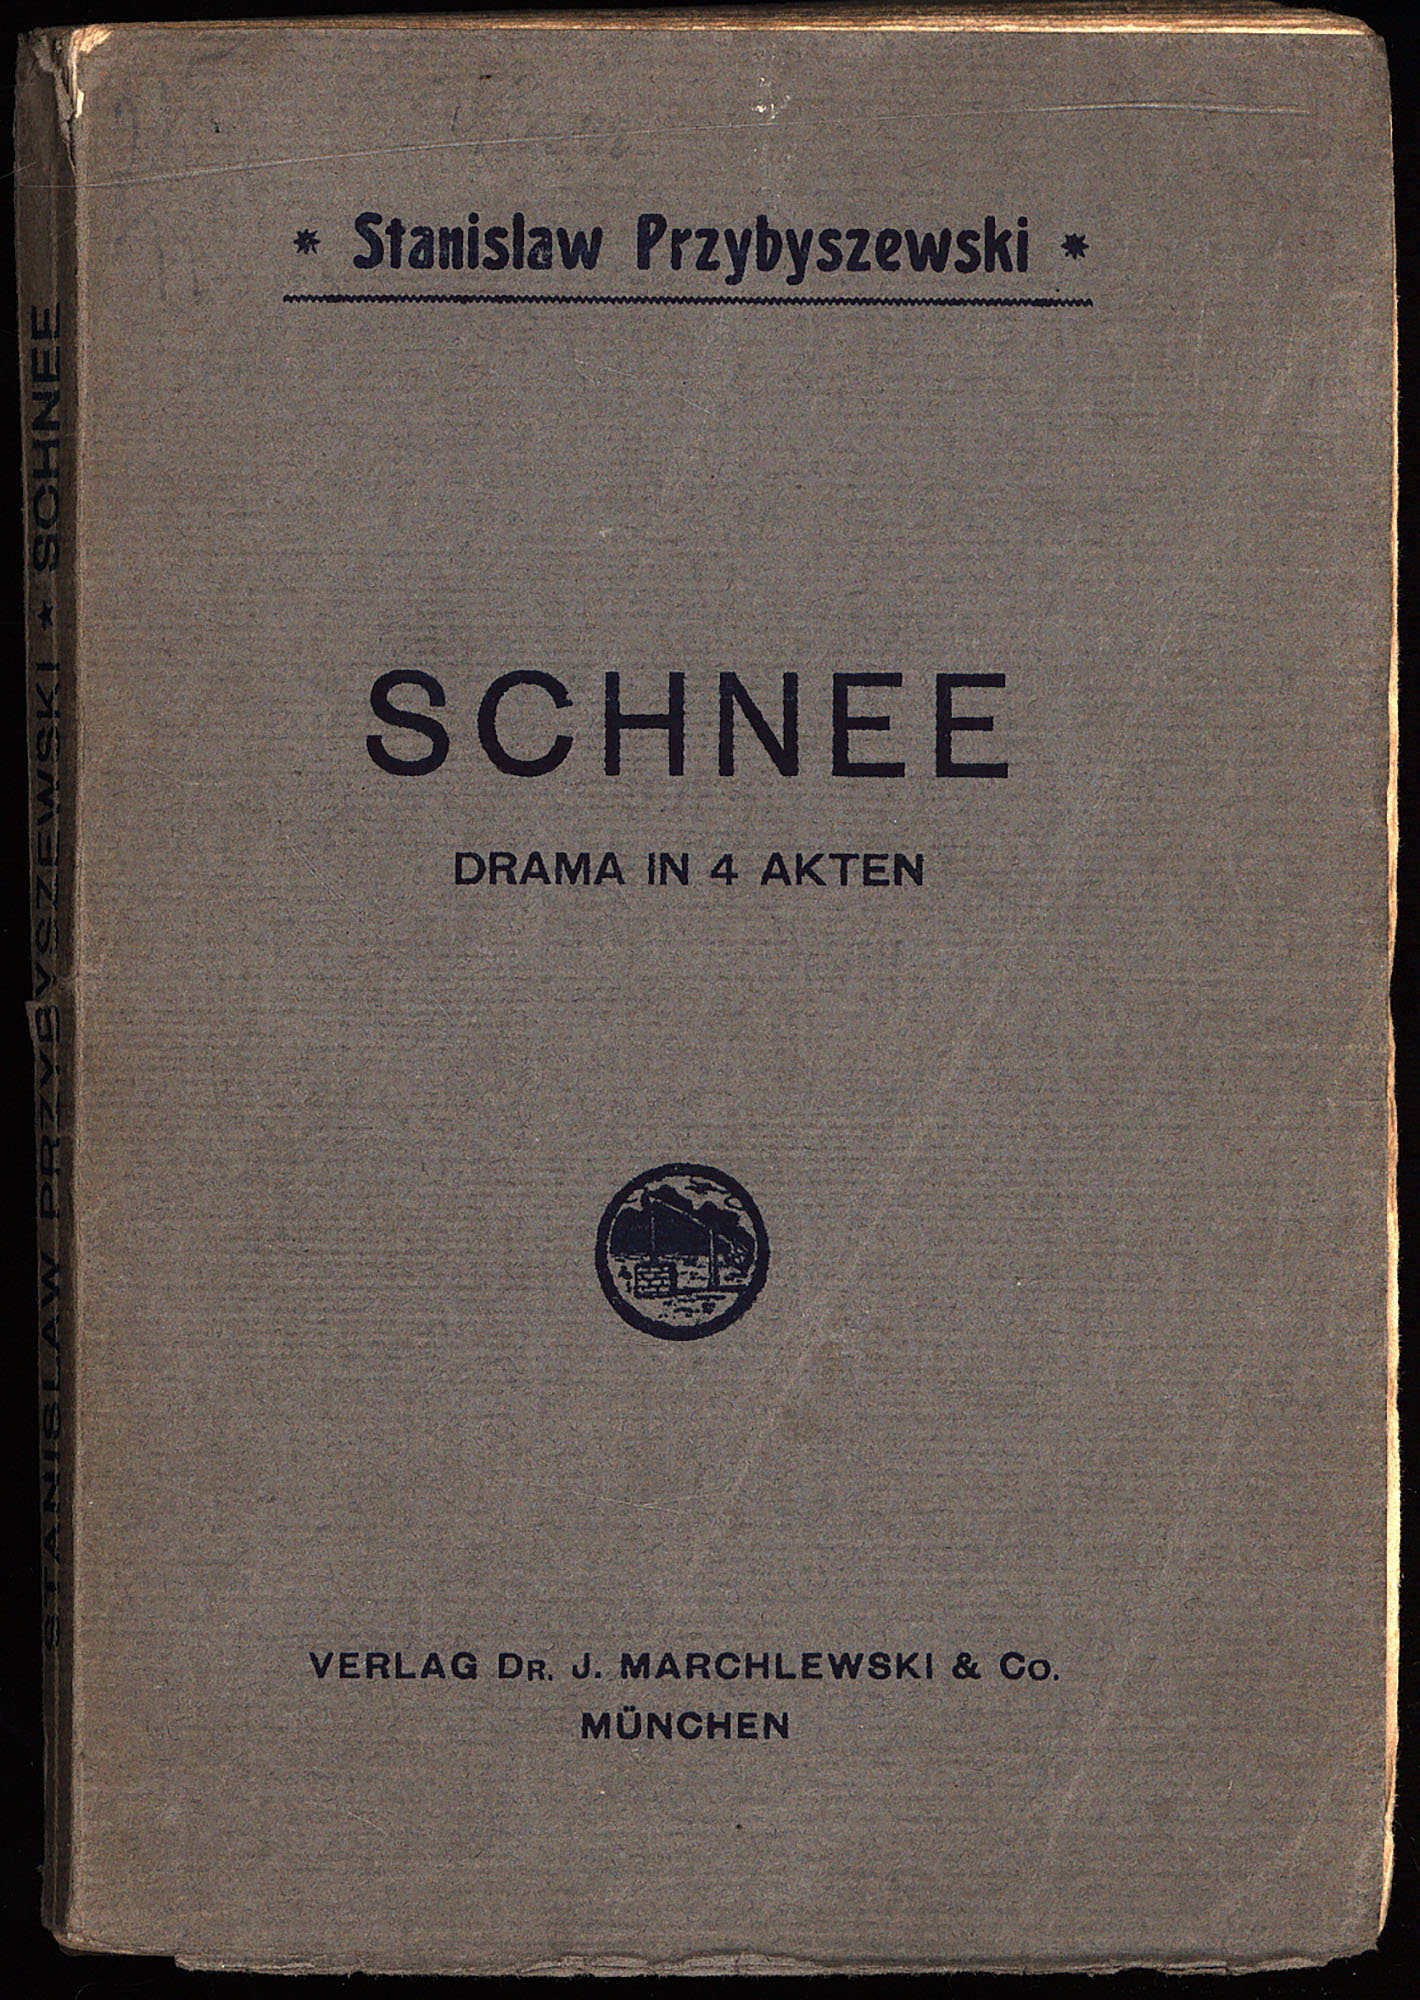 * Stanislaw Przybyszewski *
SCHNEE
DRAMA IN 4 AKTEN
VERLAG DR. J. MARCHLEWSKI & CO.
MÜNCHEN
STANISLAW PRZYBYSZEWSKI ★ SCHNEE